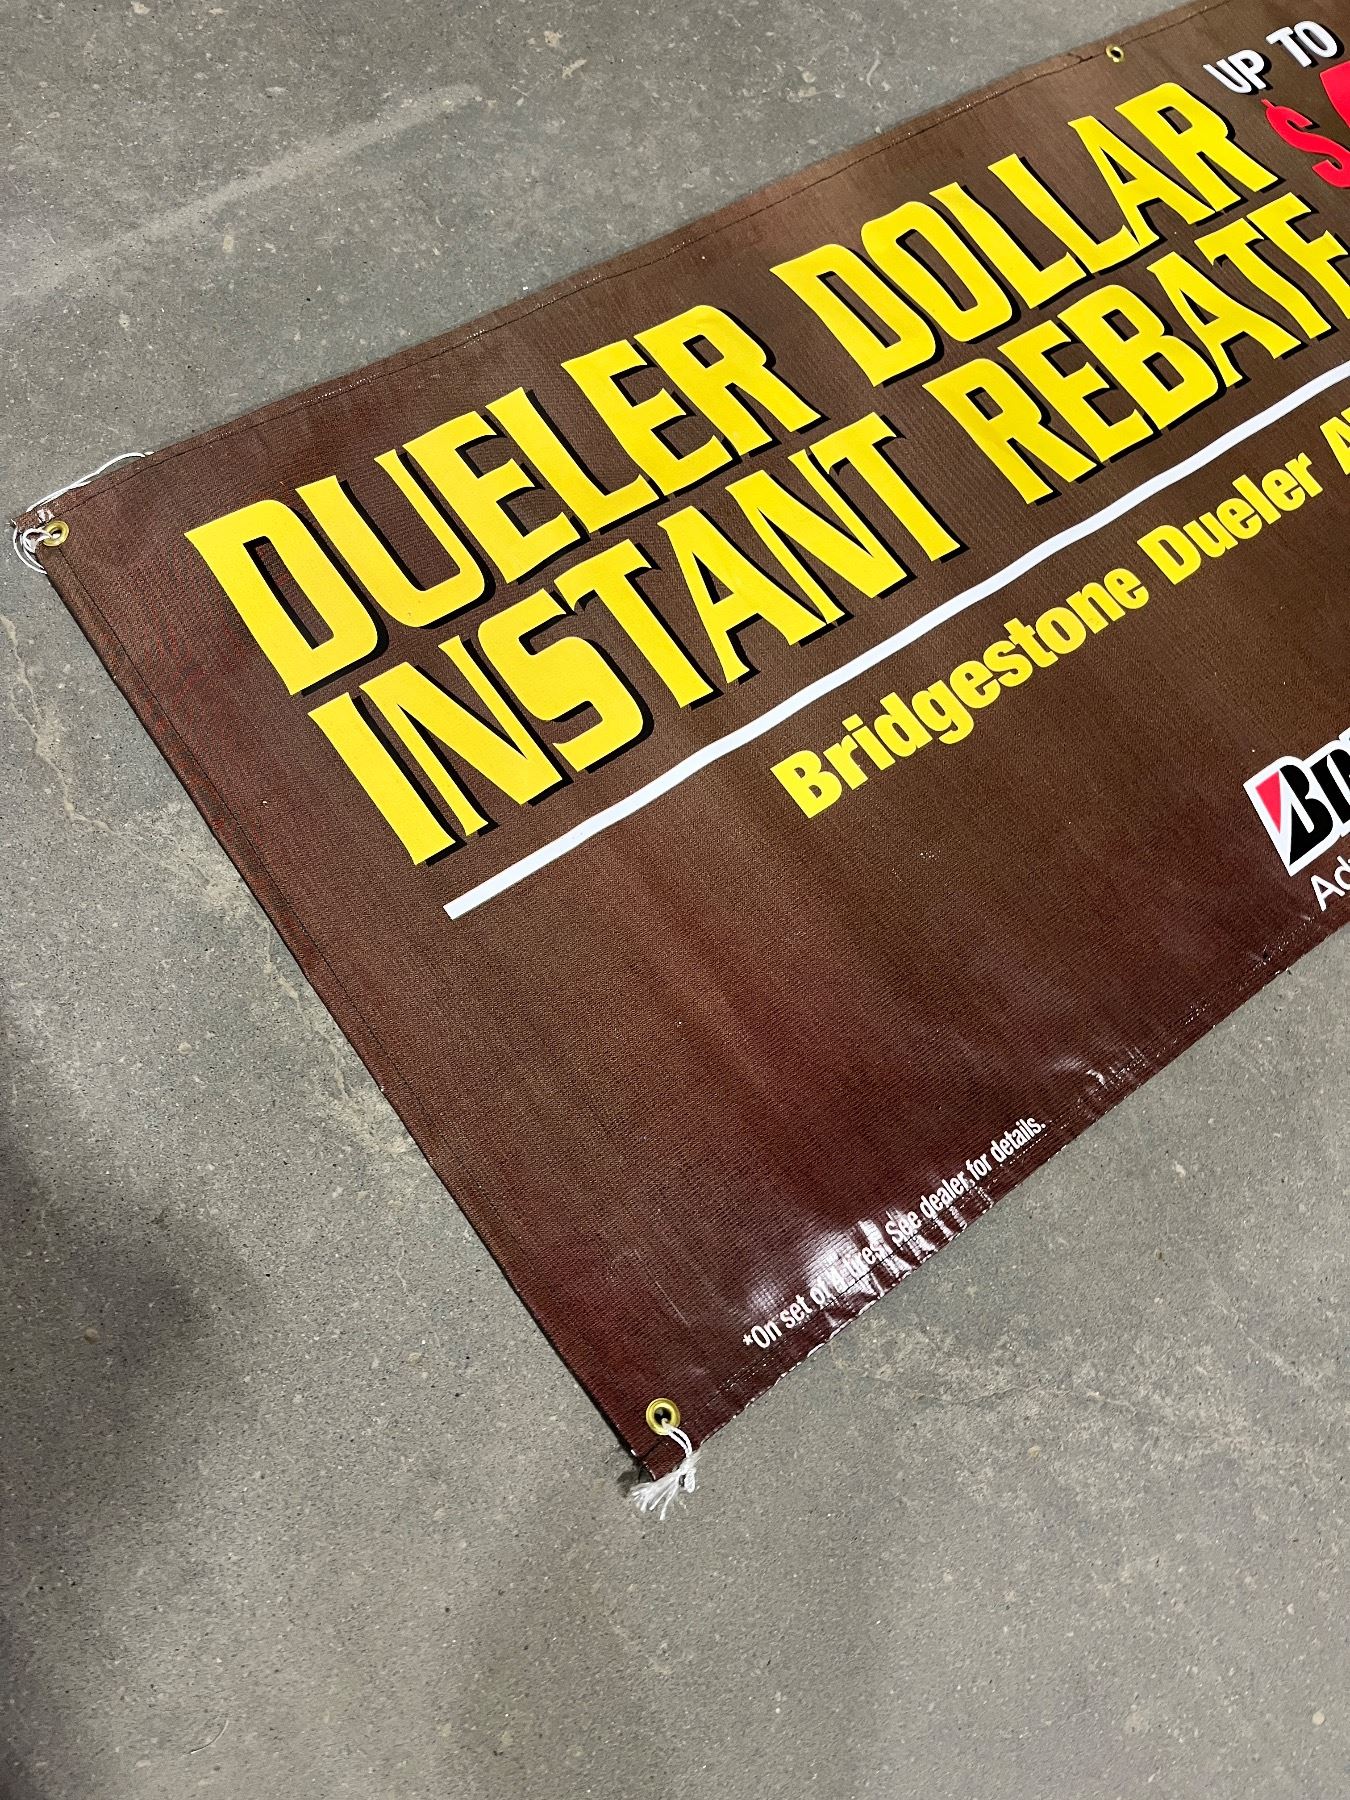 DUELER DOLLAR
INSTANT REBATE
UP TO
$
Bridgestone Dueler
*On set of 4 tires. See dealer for details.